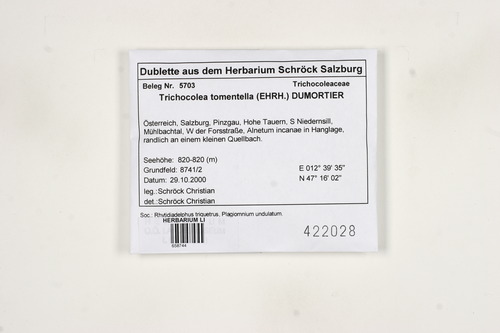 Dublette aus dem Herbarium Schröck Salzburg
Beleg Nr. 5703 Trichocoleaceae
Trichocolea tomentella (EHRH.) DUMORTIER
Österreich, Salzburg, Pinzgau, Hohe Tauern, S Niedernsill,
Mühlbachtal, W der Forsstraße, Alnetum incanae in Hanglage,
randlich an einem kleinen Quellbach.
Seehöhe: 820-820 (m)
Grundfeld: 8741/2 E 012° 39' 35"
Datum: 29.10.2000 N 47° 16' 02"
leg.:Schröck Christian
det.:Schröck Christian
Soc.: Rhytidiadelphus triquetrus, Plagiomnium undulatum.
HERBARIUM LI
658744
422028